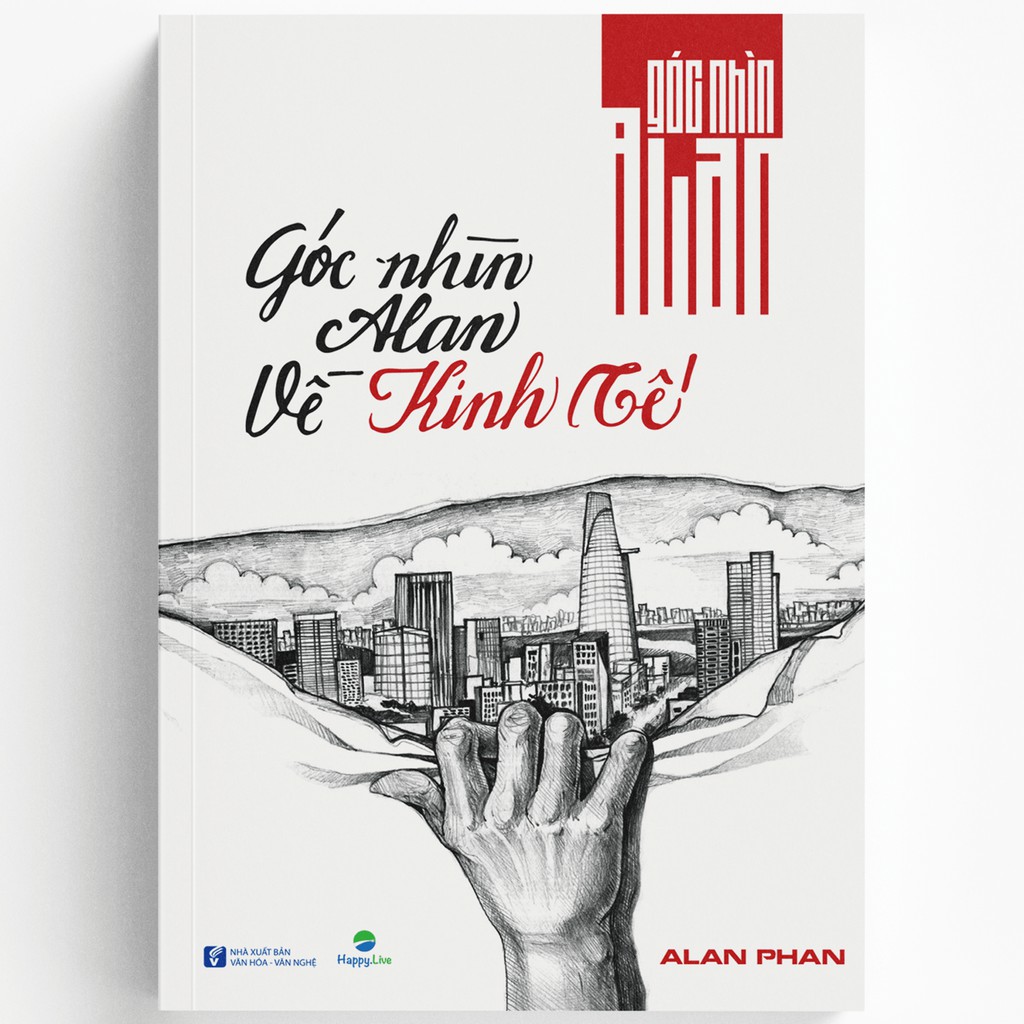 góc nhìn
alan
Góc nhìn
Alan
Về Kinh Tế
NHÀ XUẤT BẢN
VĂN HÓA - VĂN NGHỆ
Happy.Live
ALAN PHAN